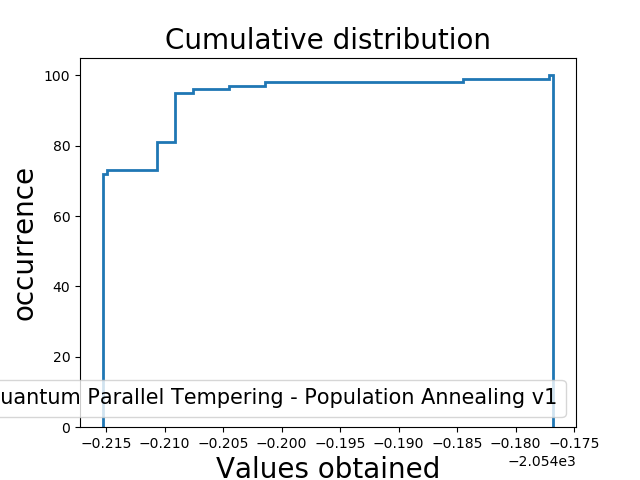 Cumulative distribution
100
80
60
40
20
0
occurrence
uantum Parallel Tempering - Population Annealing v1
−0.215 −0.210 −0.205 −0.200 −0.195 −0.190 −0.185 −0.180 −0.175
−2.054e3
Values obtained